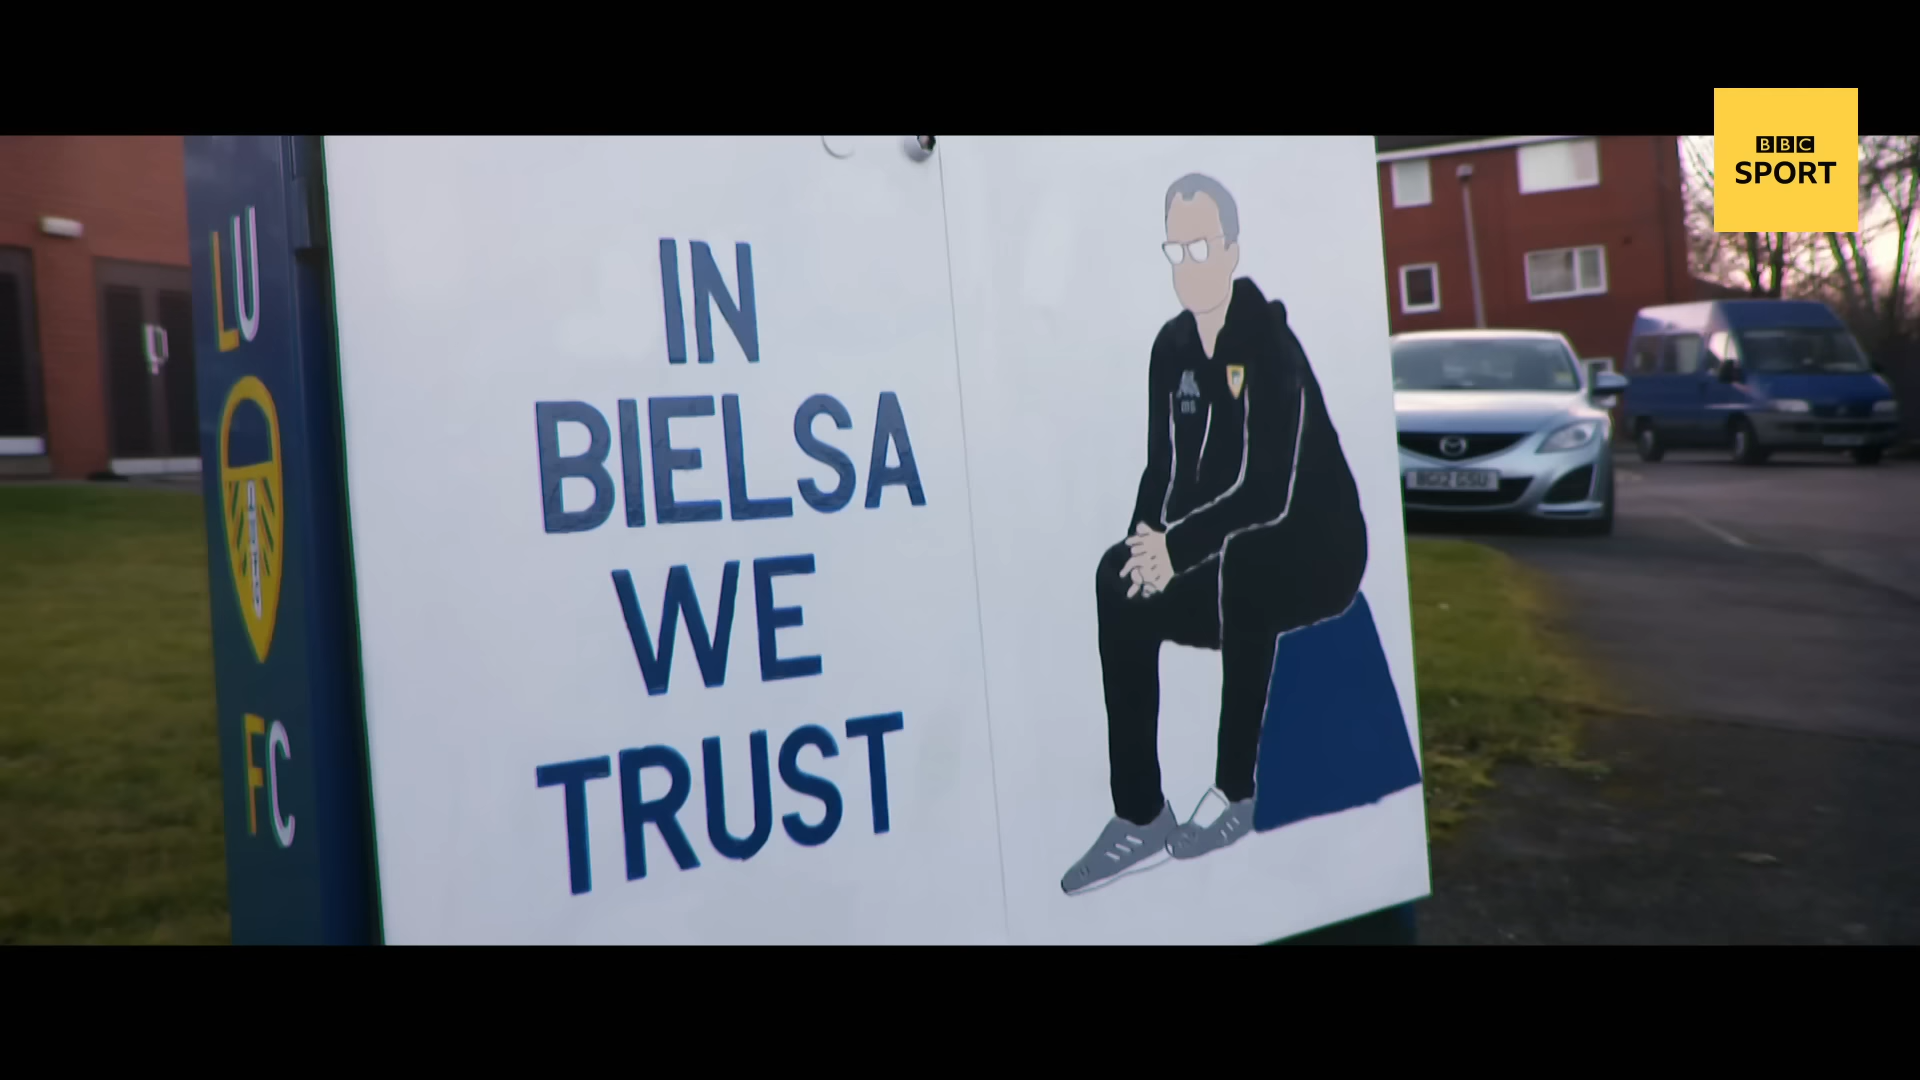 BBC
SPORT
LU
FC
IN
BIELSA
WE
TRUST